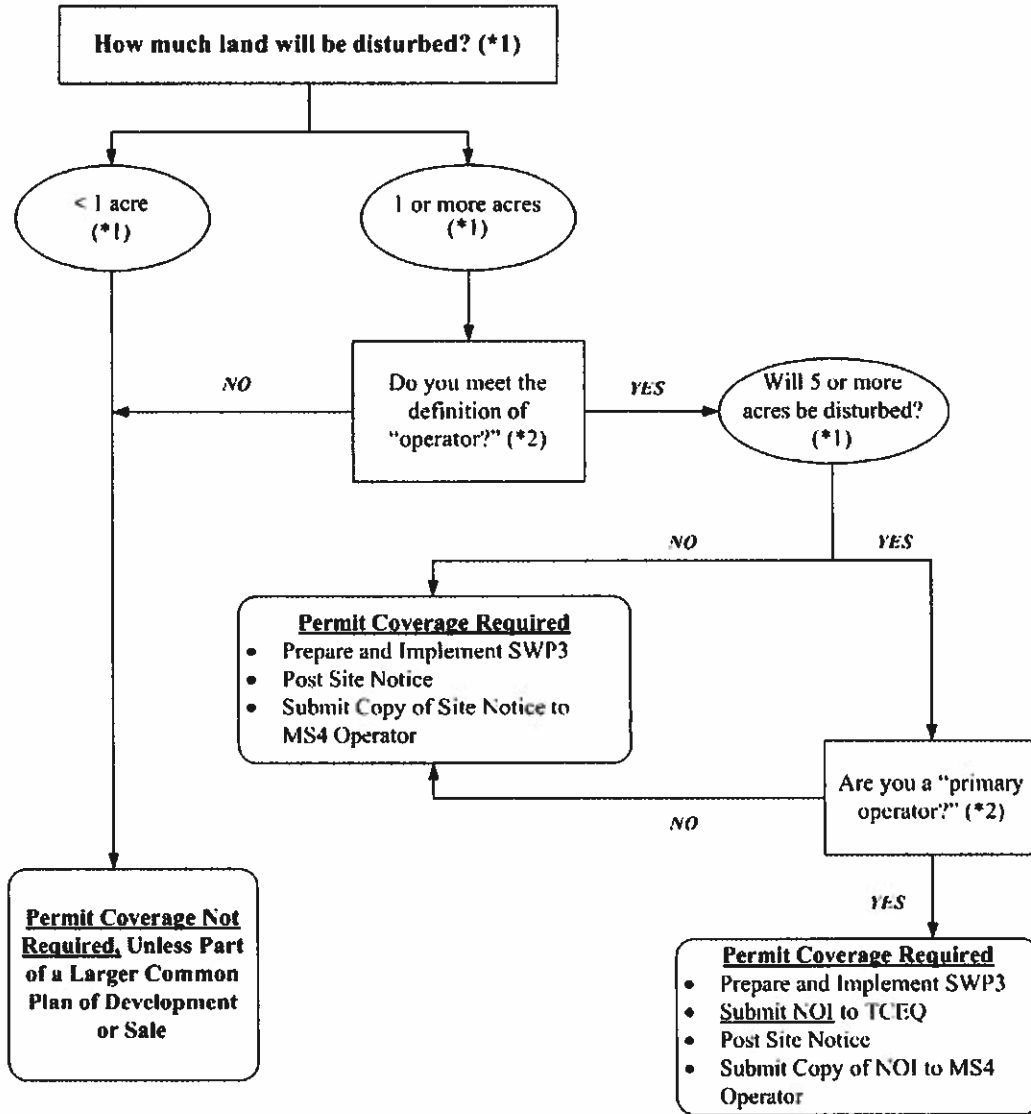 How much land will be disturbed? (*1)
< 1 acre
(*1)
1 or more acres
(*1)
NO
Do you meet the
definition of
“operator?” (*2)
YES
Will 5 or more
acres be disturbed?
(*1)
NO
YES
Permit Coverage Required
• Prepare and Implement SWP3
• Post Site Notice
• Submit Copy of Site Notice to
MS4 Operator
Are you a “primary
operator?” (*2)
NO
YES
Permit Coverage Not
Required, Unless Part
of a Larger Common
Plan of Development
or Sale
Permit Coverage Required
• Prepare and Implement SWP3
• Submit NOI to TCEQ
• Post Site Notice
• Submit Copy of NOI to MS4
Operator